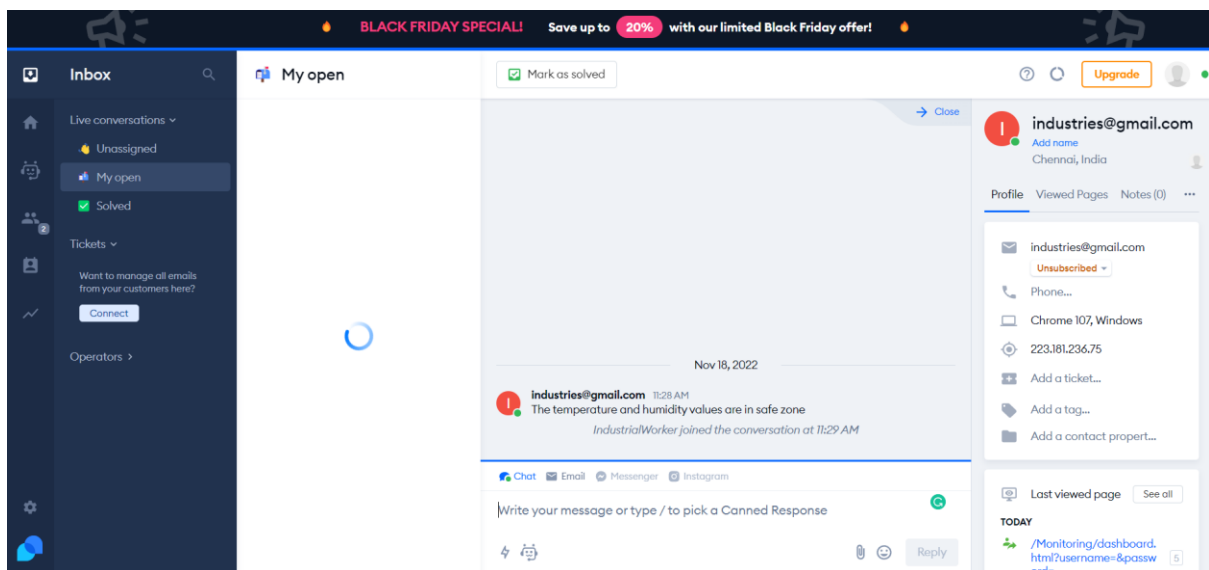 BLACK FRIDAY SPECIAL! Save up to 20% with our limited Black Friday offer!
Inbox
Live conversations
Unassigned
My open
Solved
2
Tickets
Want to manage all emails
from your customers here?
Connect
Operators
My open
Mark as solved
Upgrade
Close
Nov 18, 2022
I
industries@gmail.com 11:28 AM
The temperature and humidity values are in safe zone
IndustrialWorker joined the conversation at 11:29 AM
Chat Email Messenger Instagram
Write your message or type / to pick a Canned Response
Reply
I
industries@gmail.com
Add name
Chennai, India
Profile Viewed Pages Notes (0)
industries@gmail.com
Unsubscribed
Phone...
Chrome 107, Windows
223.181.236.75
Add a ticket...
Add a tag...
Add a contact propert...
Last viewed page See all
TODAY
/Monitoring/dashboard.
html?username=&passw 5